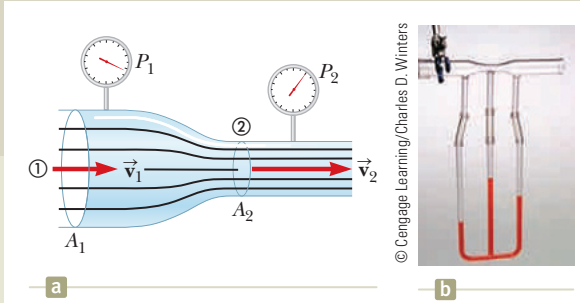 P1
P2
②
①
v1
v2
A1
A2
a
© Cengage Learning/Charles D. Winters
b